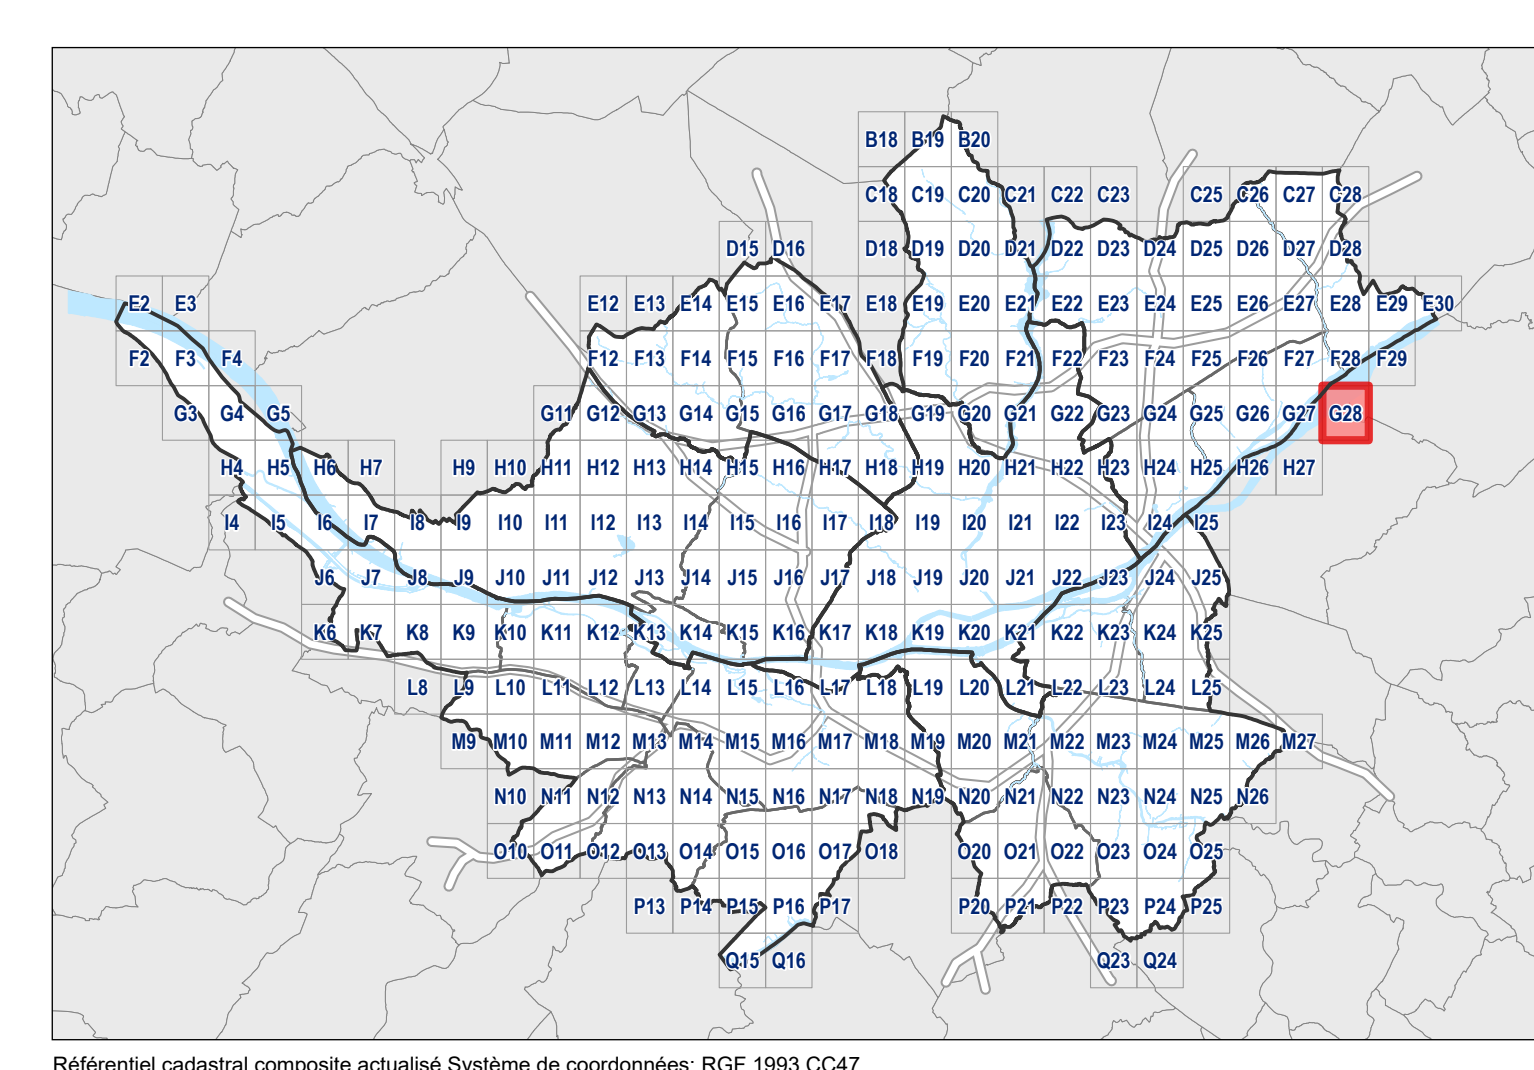 B18 B19 B20
C18 C19 C20 C21 C22 C23 C25 C26 C27 C28
D15 D16 D18 D19 D20 D21 D22 D23 D24 D25 D26 D27 D28
E2 E3 E12 E13 E14 E15 E16 E17 E18 E19 E20 E21 E22 E23 E24 E25 E26 E27 E28 E29 E30
F2 F3 F4 F12 F13 F14 F15 F16 F17 F18 F19 F20 F21 F22 F23 F24 F25 F26 F27 F28 F29
G3 G4 G5 G11 G12 G13 G14 G15 G16 G17 G18 G19 G20 G21 G22 G23 G24 G25 G26 G27 G28
H4 H5 H6 H7 H9 H10 H11 H12 H13 H14 H15 H16 H17 H18 H19 H20 H21 H22 H23 H24 H25 H26 H27
I4 I5 I6 I7 I8 I9 I10 I11 I12 I13 I14 I15 I16 I17 I18 I19 I20 I21 I22 I23 I24 I25
J6 J7 J8 J9 J10 J11 J12 J13 J14 J15 J16 J17 J18 J19 J20 J21 J22 J23 J24 J25
K6 K7 K8 K9 K10 K11 K12 K13 K14 K15 K16 K17 K18 K19 K20 K21 K22 K23 K24 K25
L8 L9 L10 L11 L12 L13 L14 L15 L16 L17 L18 L19 L20 L21 L22 L23 L24 L25
M9 M10 M11 M12 M13 M14 M15 M16 M17 M18 M19 M20 M21 M22 M23 M24 M25 M26 M27
N10 N11 N12 N13 N14 N15 N16 N17 N18 N19 N20 N21 N22 N23 N24 N25 N26
O10 O11 O12 O13 O14 O15 O16 O17 O18 O20 O21 O22 O23 O24 O25
P13 P14 P15 P16 P17 P20 P21 P22 P23 P24 P25
Q15 Q16 Q23 Q24
Référentiel cadastral composite actualisé Système de coordonnées: RGF 1993 CC47